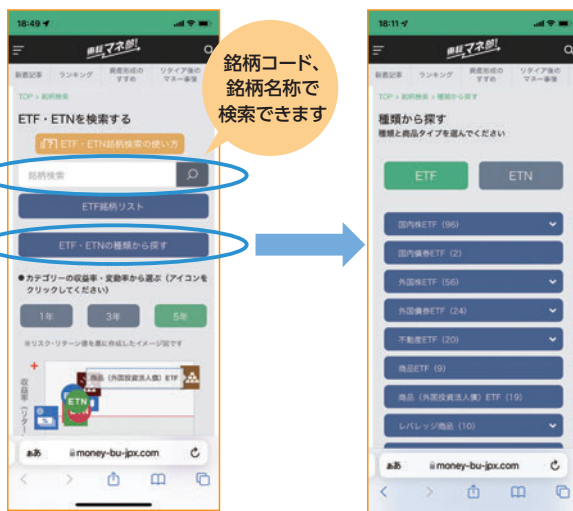 18:49
東証マネ部!
新着記事 ランキング 資産形成の
すすめ リタイア後の
マネー事情
TOP > 銘柄検索
ETF・ETNを検索する
ETF・ETN銘柄検索の使い方
銘柄検索
ETF銘柄リスト
ETF・ETNの種類から探す
●カテゴリーの収益率・変動率から選ぶ(アイコンを
クリックしてください)
1年 3年 5年
※リスク・リターン値を基に作成したイメージ図です
+
収益率(リター
商品(外国投資法人債)ETF
ETN
ああ money-bu-jpx.com
銘柄コード、
銘柄名称で
検索できます
18:11
東証マネ部!
新着記事 ランキング 資産形成の
すすめ リタイア後の
マネー事情
TOP > 銘柄検索 > 種類から探す
種類から探す
種類と商品タイプを選んでください
ETF ETN
国内株ETF(96)
国内債券ETF(2)
外国株ETF(56)
外国債券ETF(24)
不動産ETF(20)
商品ETF(9)
商品(外国投資法人債)ETF(19)
レバレッジ商品(10)
ああ money-bu-jpx.com